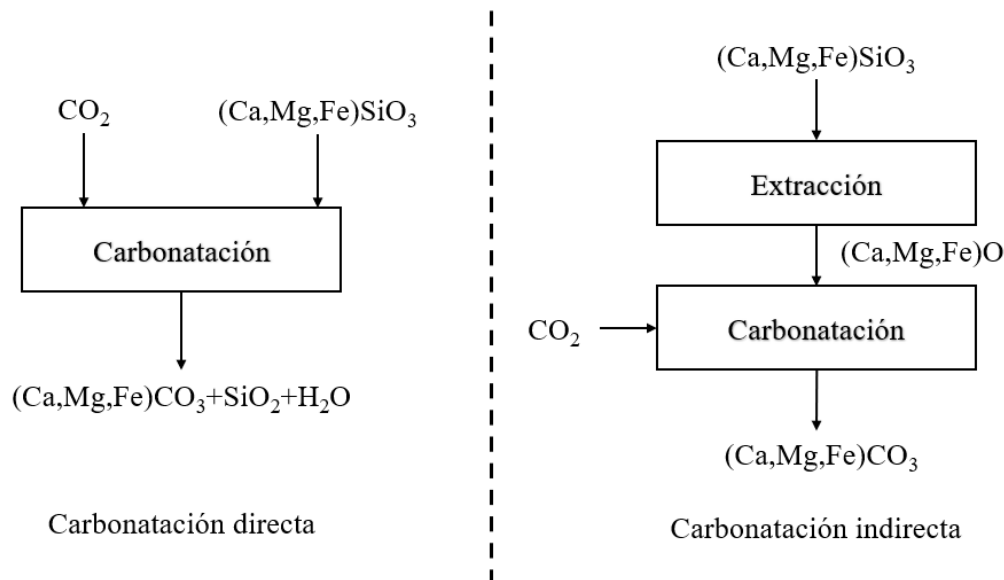 CO₂
(Ca,Mg,Fe)SiO₃
Carbonatación
(Ca,Mg,Fe)CO₃+SiO₂+H₂O
Carbonatación directa
(Ca,Mg,Fe)SiO₃
Extracción
(Ca,Mg,Fe)O
CO₂
Carbonatación
(Ca,Mg,Fe)CO₃
Carbonatación indirecta